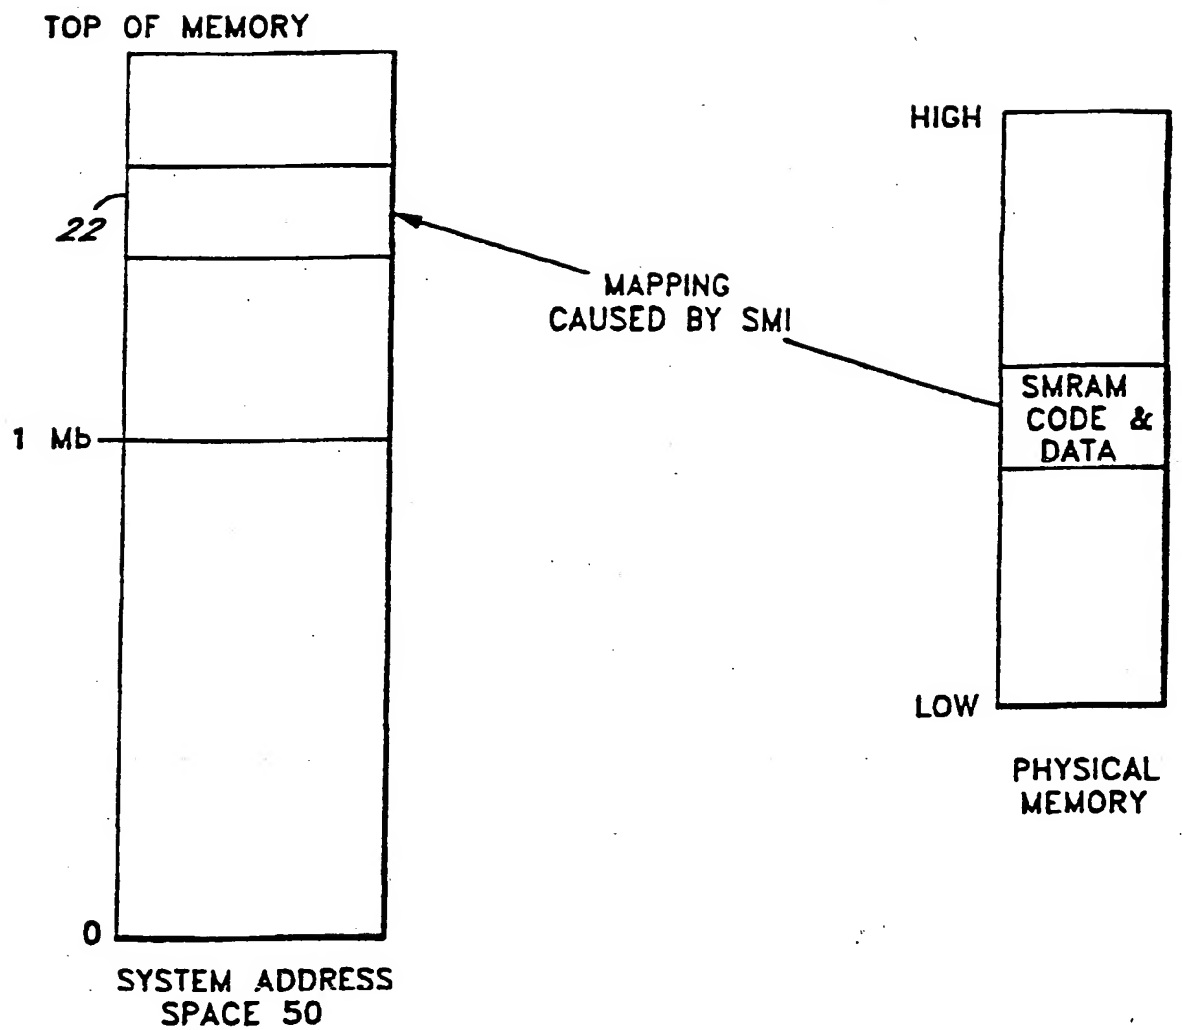 TOP OF MEMORY
22
1 Mb
0
SYSTEM ADDRESS
SPACE 50
MAPPING
CAUSED BY SMI
HIGH
SMRAM
CODE &
DATA
LOW
PHYSICAL
MEMORY